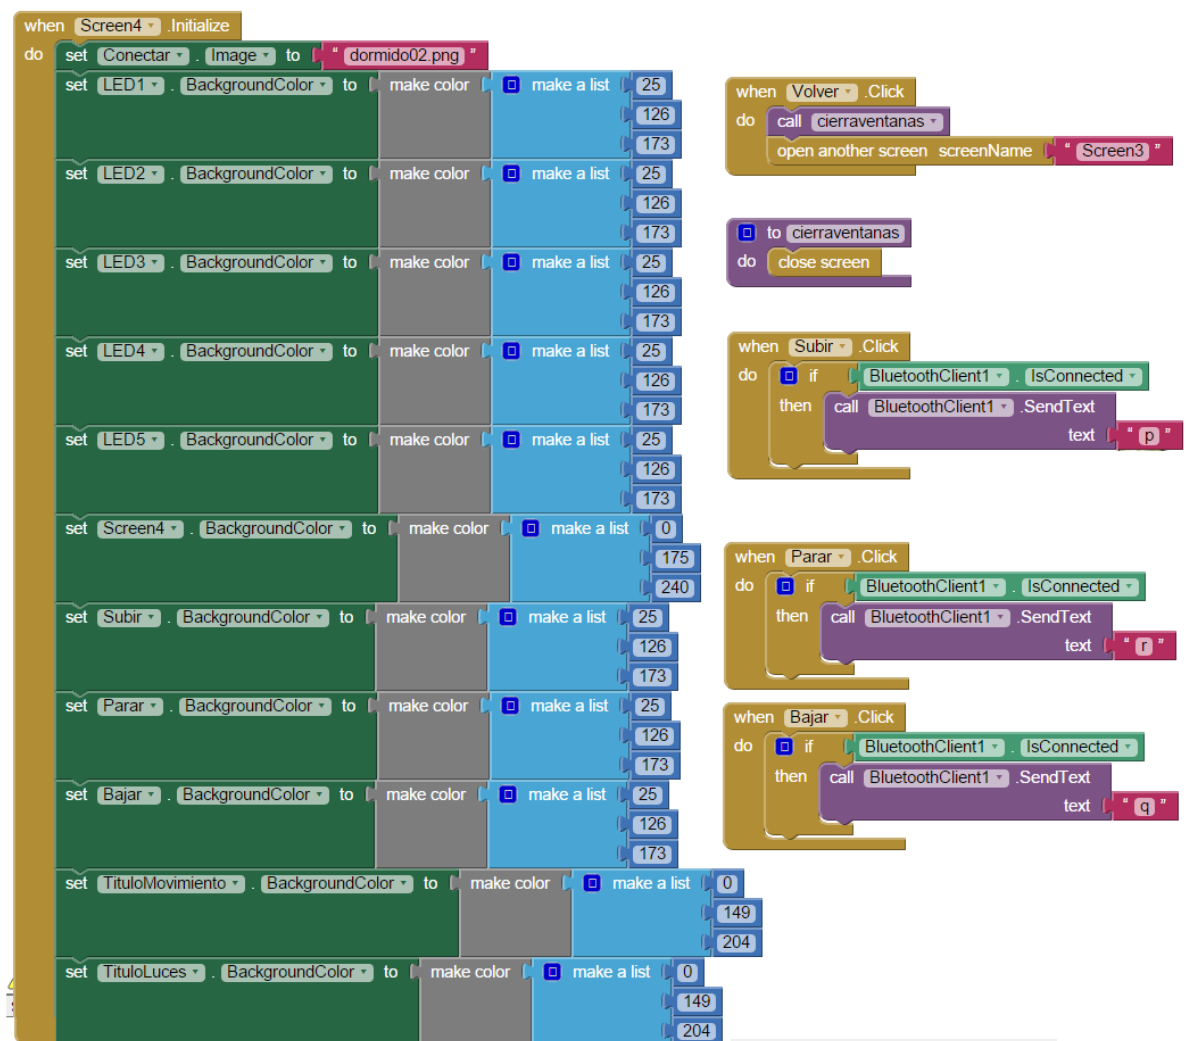 when Screen4 .Initialize
do set Conectar . Image to " dormido02.png "
set LED1 . BackgroundColor to make color make a list 25
126
173
set LED2 . BackgroundColor to make color make a list 25
126
173
set LED3 . BackgroundColor to make color make a list 25
126
173
set LED4 . BackgroundColor to make color make a list 25
126
173
set LED5 . BackgroundColor to make color make a list 25
126
173
set Screen4 . BackgroundColor to make color make a list 0
175
240
set Subir . BackgroundColor to make color make a list 25
126
173
set Parar . BackgroundColor to make color make a list 25
126
173
set Bajar . BackgroundColor to make color make a list 25
126
173
set TituloMovimiento . BackgroundColor to make color make a list 0
149
204
set TituloLuces . BackgroundColor to make color make a list 0
149
204
when Volver .Click
do call cierraventanas
open another screen screenName " Screen3 "
to cierraventanas
do close screen
when Subir .Click
do if BluetoothClient1 . IsConnected
then call BluetoothClient1 .SendText
text " p "
when Parar .Click
do if BluetoothClient1 . IsConnected
then call BluetoothClient1 .SendText
text " r "
when Bajar .Click
do if BluetoothClient1 . IsConnected
then call BluetoothClient1 .SendText
text " q "